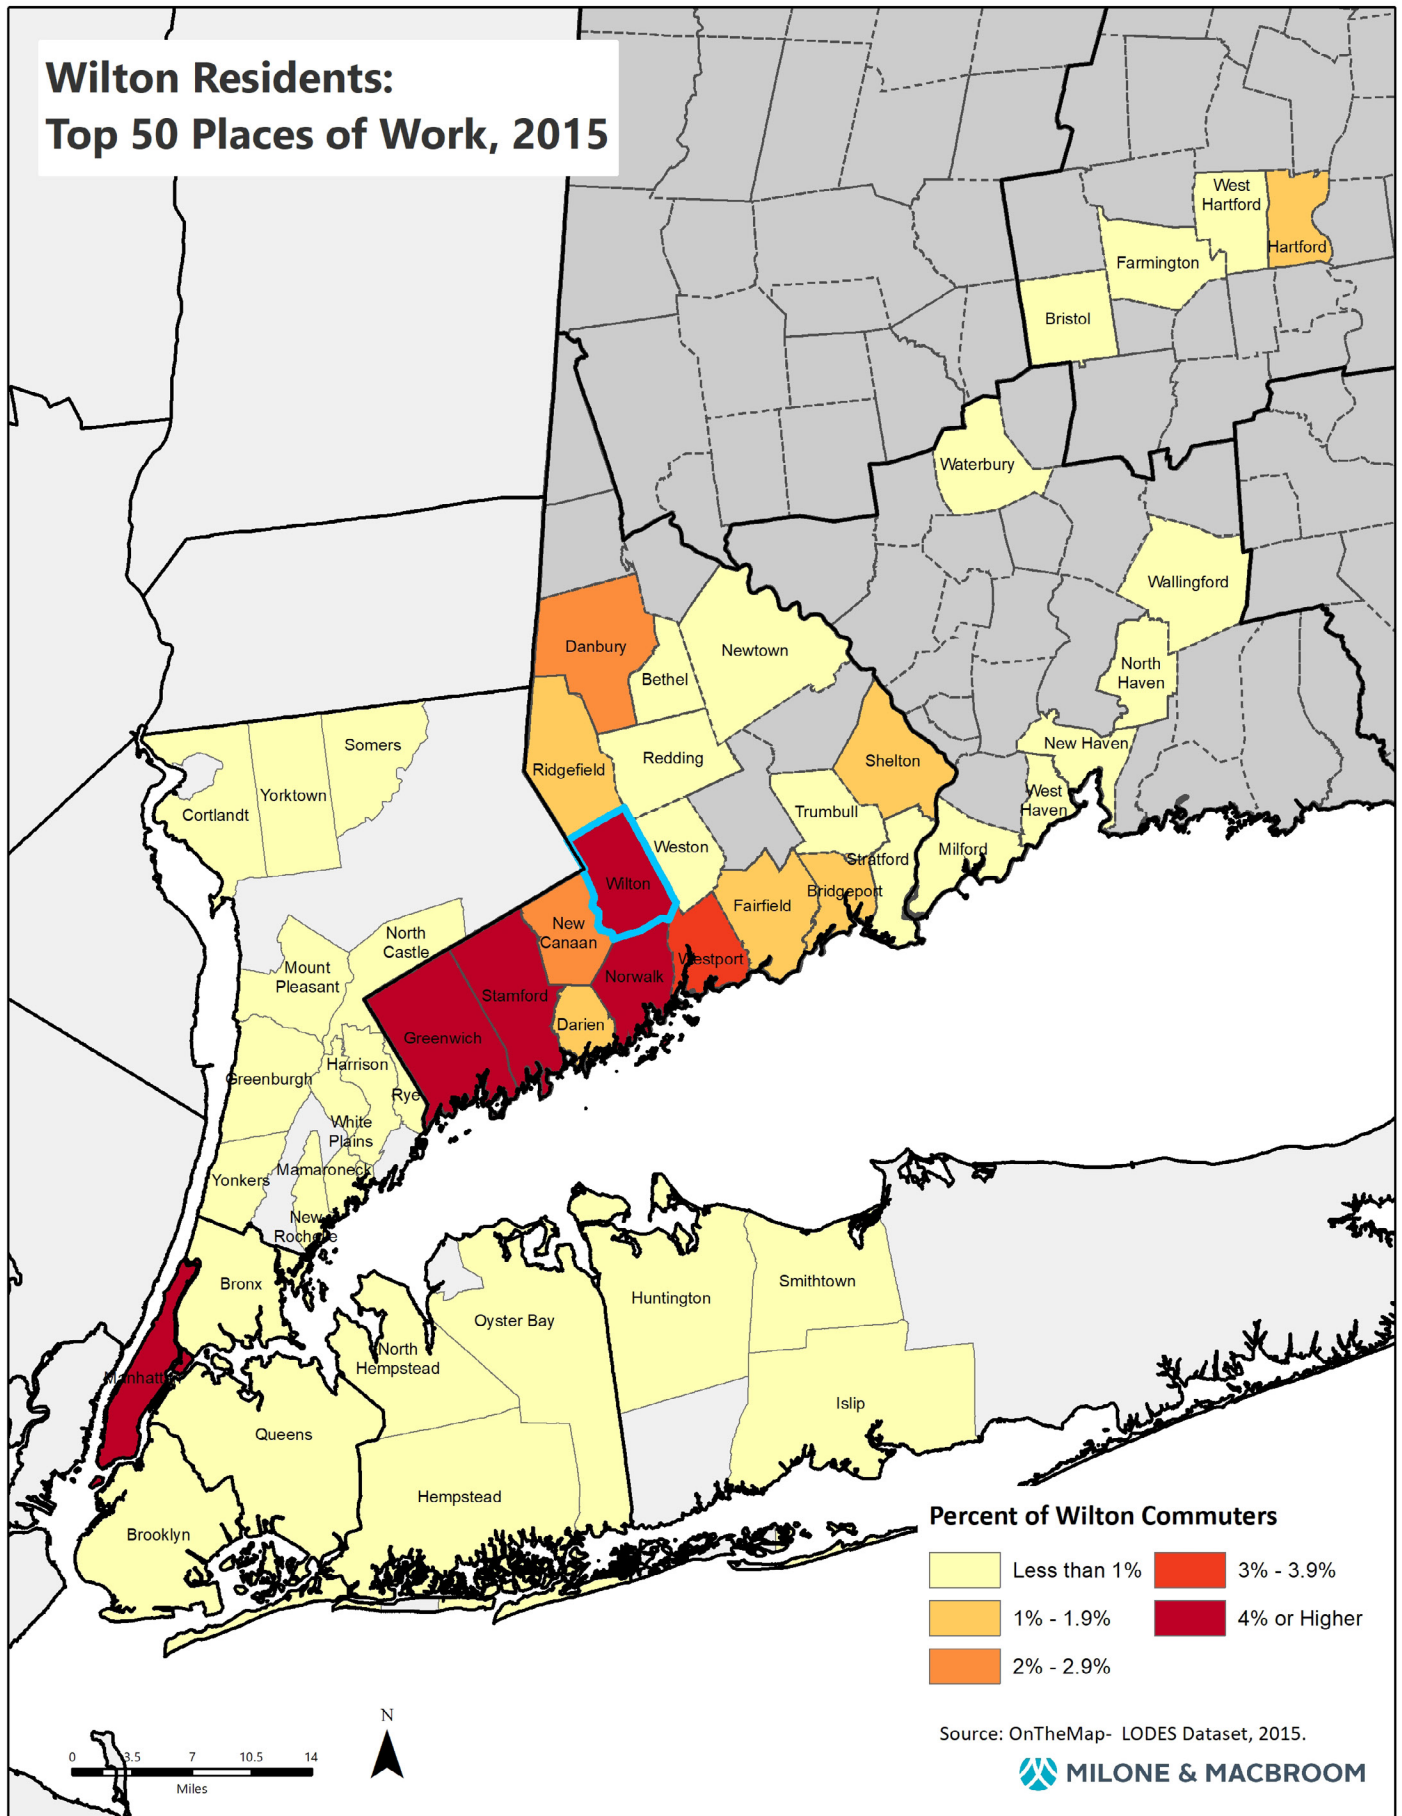 Wilton Residents:
Top 50 Places of Work, 2015
West
Hartford
Hartford
Farmington
Bristol
Waterbury
Wallingford
North
Haven
New Haven
West
Haven
Milford
Danbury
Bethel
Newtown
Redding
Ridgefield
Shelton
Trumbull
Stratford
Bridgeport
Fairfield
Weston
Wilton
Westport
Norwalk
New
Canaan
Darien
Stamford
Greenwich
Somers
Yorktown
Cortlandt
North
Castle
Mount
Pleasant
Harrison
Greenburgh
Rye
White
Plains
Mamaroneck
Yonkers
New
Rochelle
Bronx
Manhattan
Queens
Brooklyn
North
Hempstead
Oyster Bay
Hempstead
Huntington
Smithtown
Islip
Percent of Wilton Commuters
Less than 1%
1% - 1.9%
2% - 2.9%
3% - 3.9%
4% or Higher
Source: OnTheMap- LODES Dataset, 2015.
MILONE & MACBROOM
N
0 3.5 7 10.5 14
Miles